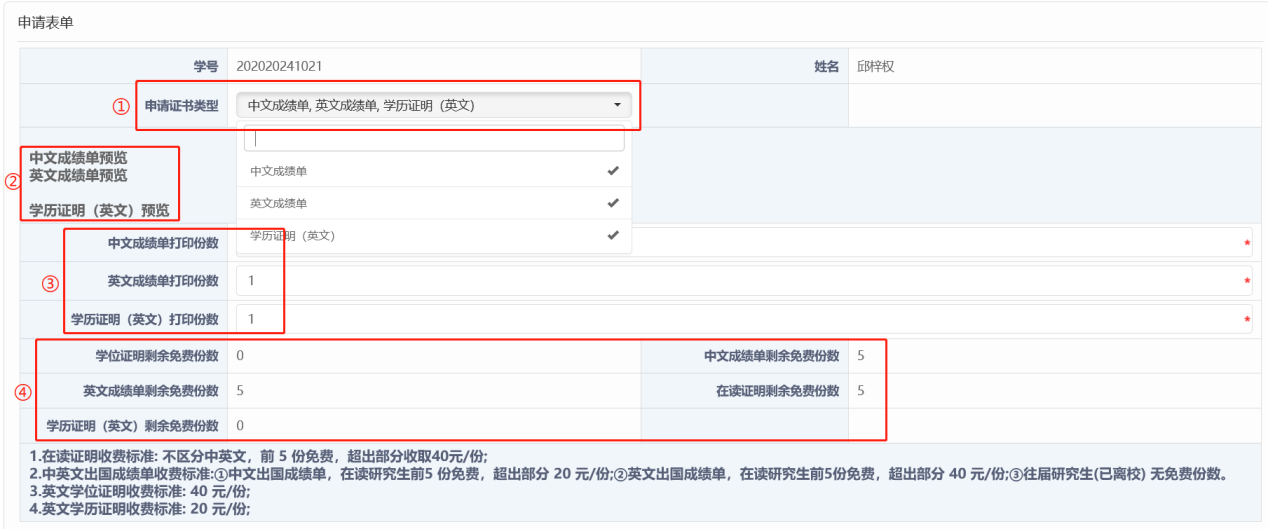 申请表单
学号 202020241021 姓名 邱梓权
① 申请证书类型 中文成绩单, 英文成绩单, 学历证明（英文）
中文成绩单
英文成绩单
学历证明（英文）
②
中文成绩单预览
英文成绩单预览
学历证明（英文）预览
中文成绩单打印份数 *
③ 英文成绩单打印份数 1 *
学历证明（英文）打印份数 1 *
学位证明剩余免费份数 0 中文成绩单剩余免费份数 5
④ 英文成绩单剩余免费份数 5 在读证明剩余免费份数 5
学历证明（英文）剩余免费份数 0
1.在读证明收费标准: 不区分中英文，前 5 份免费，超出部分收取40元/份;
2.中英文出国成绩单收费标准:①中文出国成绩单，在读研究生前5 份免费，超出部分 20 元/份;②英文出国成绩单，在读研究生前5份免费，超出部分 40 元/份;③往届研究生(已离校) 无免费份数。
3.英文学位证明收费标准: 40 元/份;
4.英文学历证明收费标准: 20 元/份;